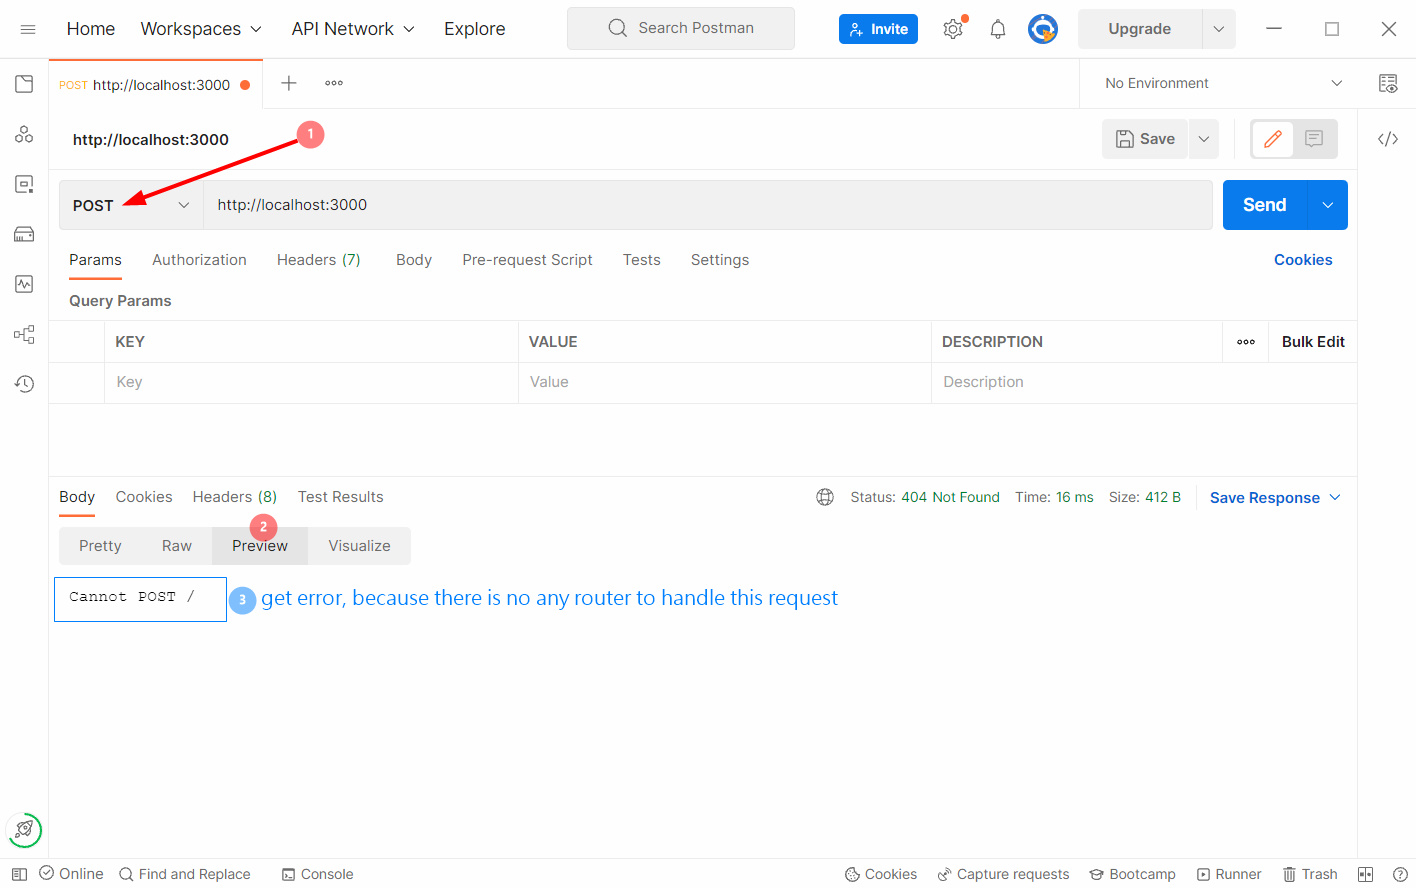 Home Workspaces API Network Explore Search Postman Invite Upgrade
POST http://localhost:3000 No Environment
http://localhost:3000 1 Save
POST http://localhost:3000 Send
Params Authorization Headers (7) Body Pre-request Script Tests Settings Cookies
Query Params
KEY VALUE DESCRIPTION Bulk Edit
Key Value Description
Body Cookies Headers (8) Test Results Status: 404 Not Found Time: 16 ms Size: 412 B Save Response
2
Pretty Raw Preview Visualize
Cannot POST / 3 get error, because there is no any router to handle this request
Online Find and Replace Console Cookies Capture requests Bootcamp Runner Trash